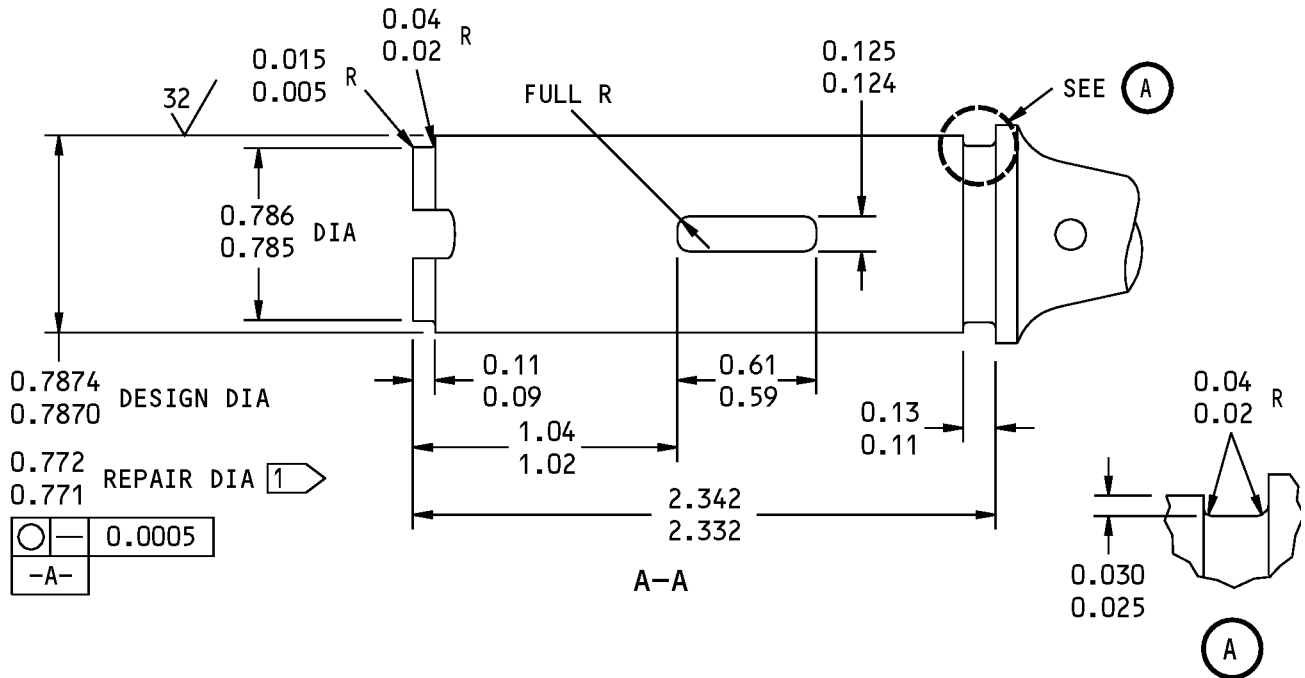 0.04
0.02 R
0.015
0.005 R
32
FULL R
0.125
0.124
SEE A
0.786
0.785 DIA
0.7874
0.7870 DESIGN DIA
0.772
0.771 REPAIR DIA 1
0.0005
-A-
0.11
0.09
0.61
0.59
1.04
1.02
0.13
0.11
2.342
2.332
A-A
0.04
0.02 R
0.030
0.025
A